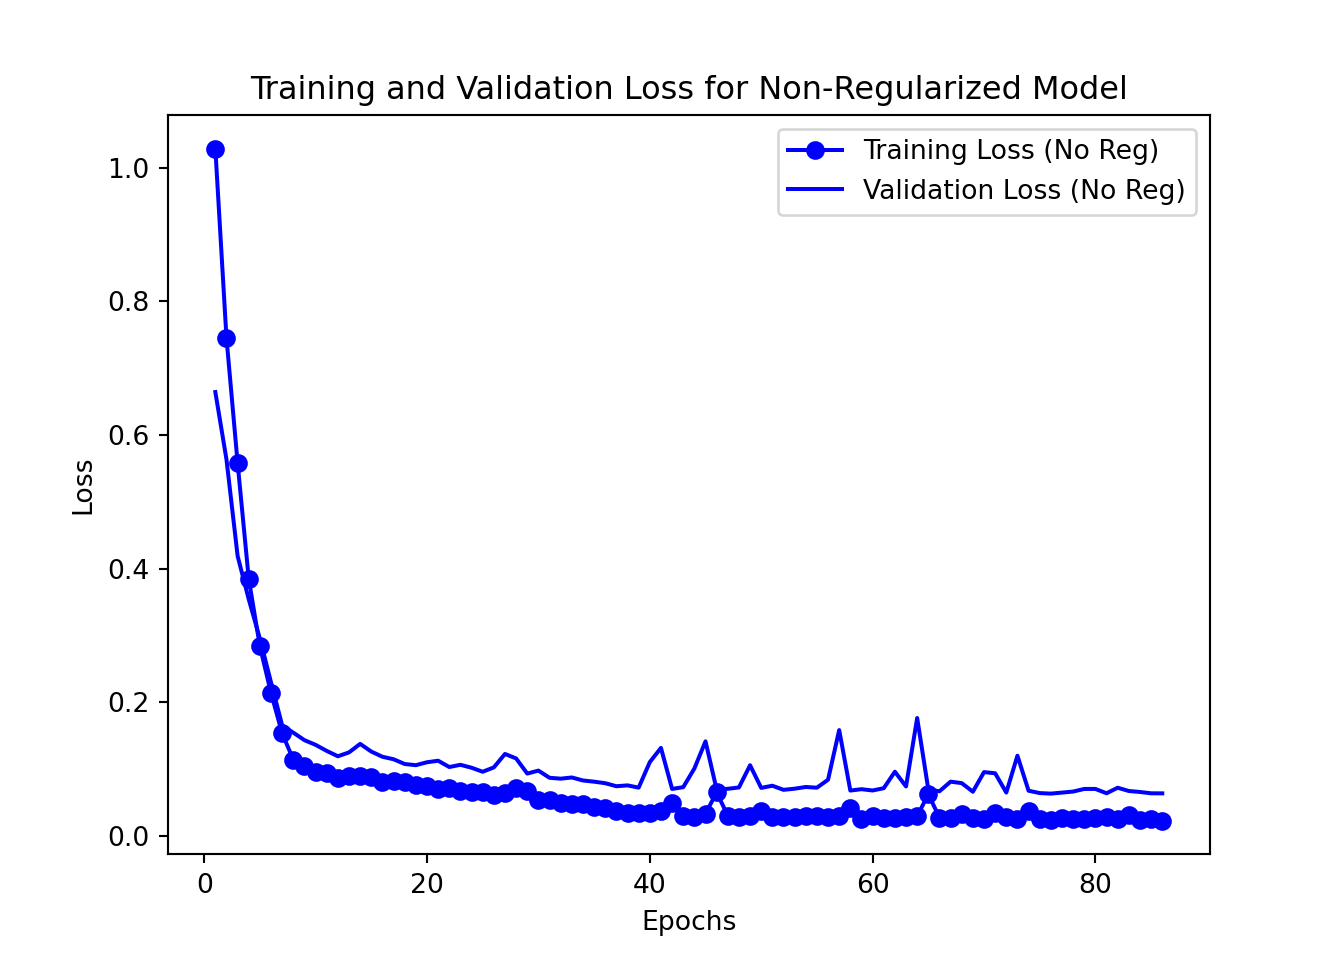 Training and Validation Loss for Non-Regularized Model
Training Loss (No Reg)
Validation Loss (No Reg)
1.0
0.8
0.6
0.4
0.2
0.0
Loss
0
20
40
60
80
Epochs